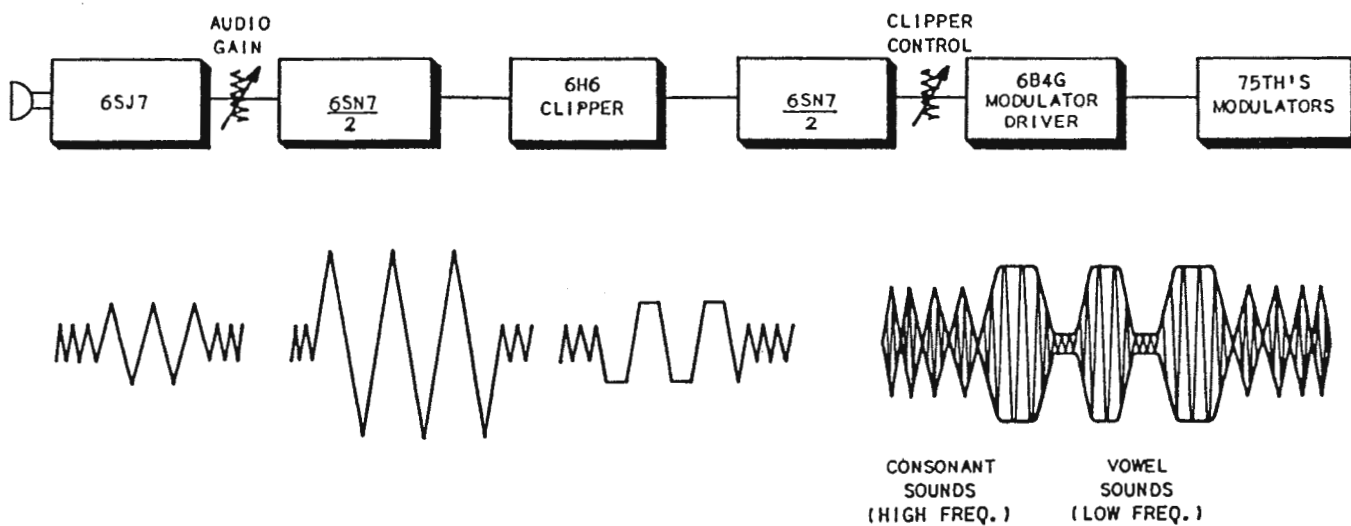 AUDIO
GAIN
CLIPPER
CONTROL
6SJ7
6SN7
2
6H6
CLIPPER
6SN7
2
6B4G
MODULATOR
DRIVER
75TH'S
MODULATORS
CONSONANT
SOUNDS
(HIGH FREQ.)
VOWEL
SOUNDS
(LOW FREQ.)